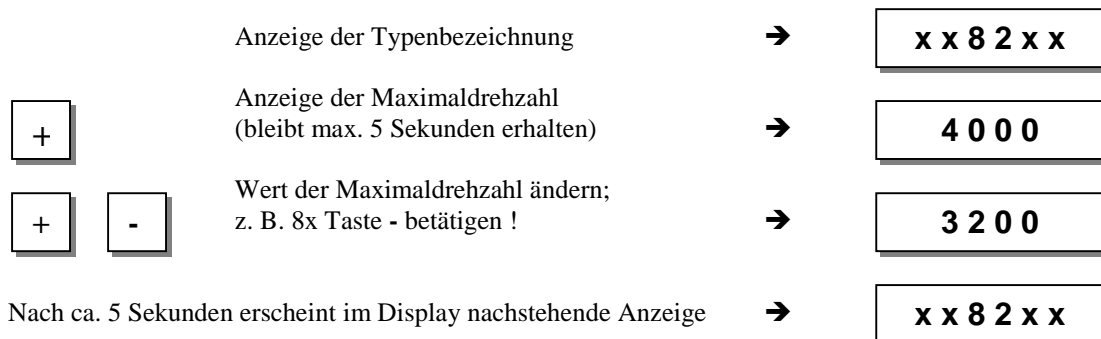 Anzeige der Typenbezeichnung ➔ x x 8 2 x x
Anzeige der Maximaldrehzahl
+ (bleibt max. 5 Sekunden erhalten) ➔ 4 0 0 0
Wert der Maximaldrehzahl ändern;
+ - z. B. 8x Taste - betätigen ! ➔ 3 2 0 0
Nach ca. 5 Sekunden erscheint im Display nachstehende Anzeige ➔ x x 8 2 x x